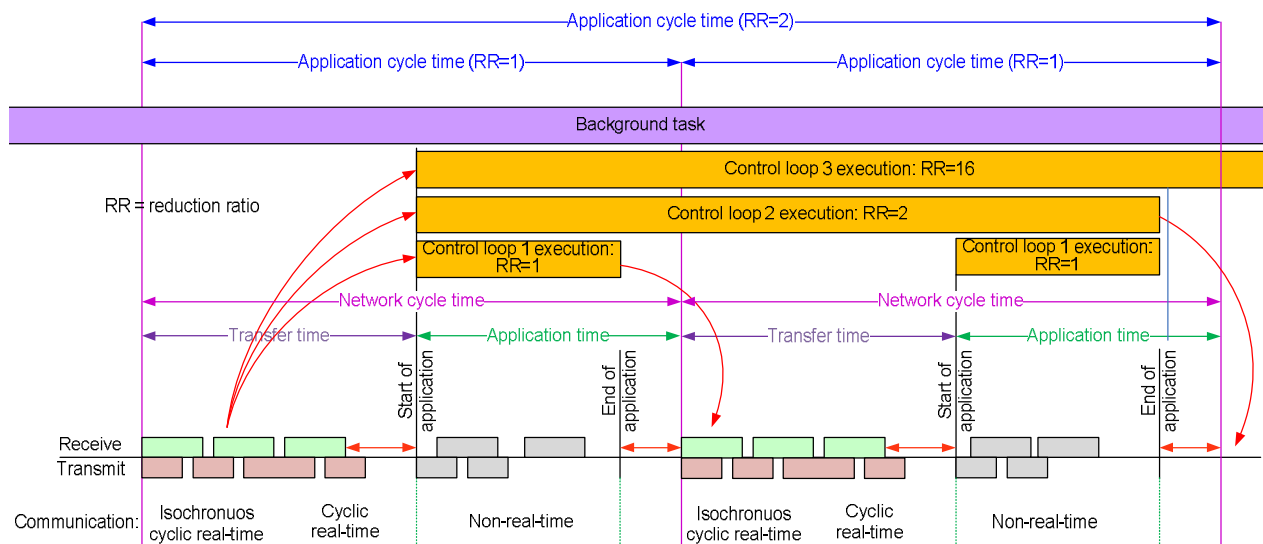 Application cycle time (RR=2)
Application cycle time (RR=1)
Application cycle time (RR=1)
Background task
Control loop 3 execution: RR=16
RR = reduction ratio
Control loop 2 execution: RR=2
Control loop 1 execution:
RR=1
Control loop 1 execution:
RR=1
Network cycle time
Network cycle time
Transfer time
Application time
Transfer time
Application time
Start of
application
End of
application
Start of
application
End of
application
Receive
Transmit
Communication:
Isochronuos
cyclic real-time
Cyclic
real-time
Non-real-time
Isochronuos
cyclic real-time
Cyclic
real-time
Non-real-time